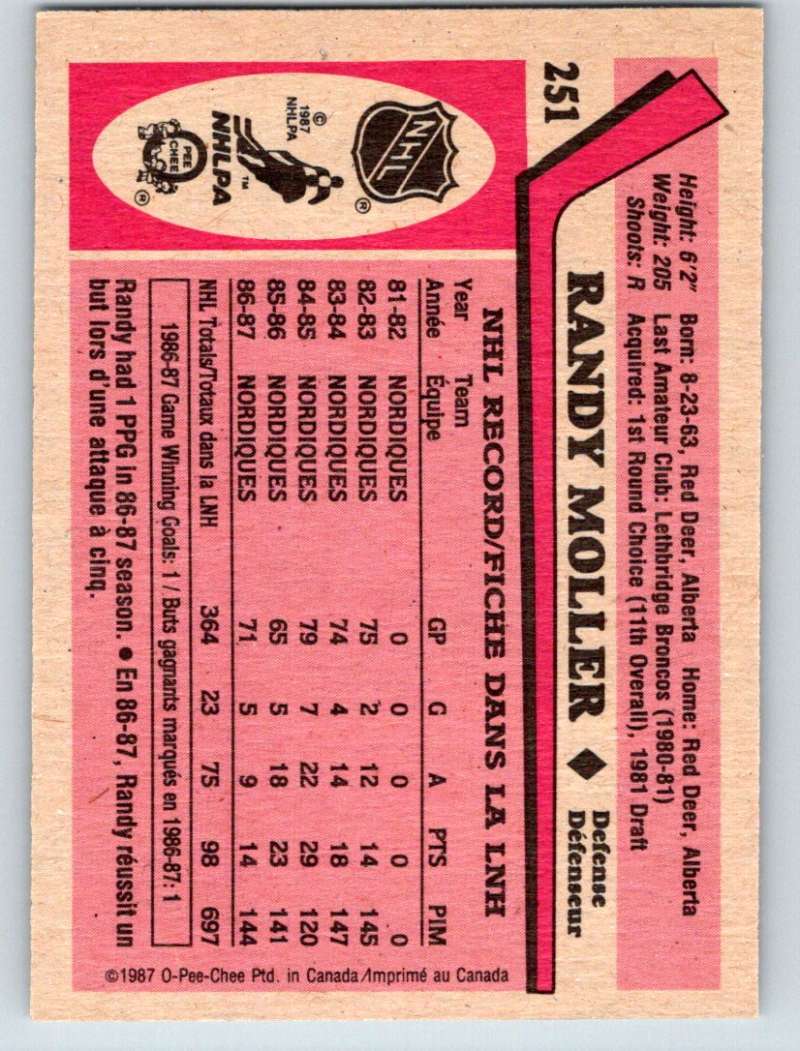 251
Height: 6'2" Born: 8-23-63, Red Deer, Alberta Home: Red Deer, Alberta
Weight: 205 Last Amateur Club: Lethbridge Broncos (1980-81)
Shoots: R Acquired: 1st Round Choice (11th Overall), 1981 Draft
RANDY MOLLER ◆ Defense
Défenseur
NHL
®
© 1987
NHLPA
NHLPA ™
O PEE
CHEE
®
NHL RECORD/FICHE DANS LA LNH
Year Team GP G A PTS PIM
Année Équipe
81-82 NORDIQUES 0 0 0 0 0
82-83 NORDIQUES 75 2 12 14 145
83-84 NORDIQUES 74 4 14 18 147
84-85 NORDIQUES 79 7 22 29 120
85-86 NORDIQUES 65 5 18 23 141
86-87 NORDIQUES 71 5 9 14 144
NHL Totals/Totaux dans la LNH 364 23 75 98 697
1986-87 Game Winning Goals: 1 / Buts gagnants marqués en 1986-87: 1
Randy had 1 PPG in 86-87 season. • En 86-87, Randy réussit un
but lors d'une attaque à cinq.
©1987 O-Pee-Chee Ptd. in Canada/Imprimé au Canada